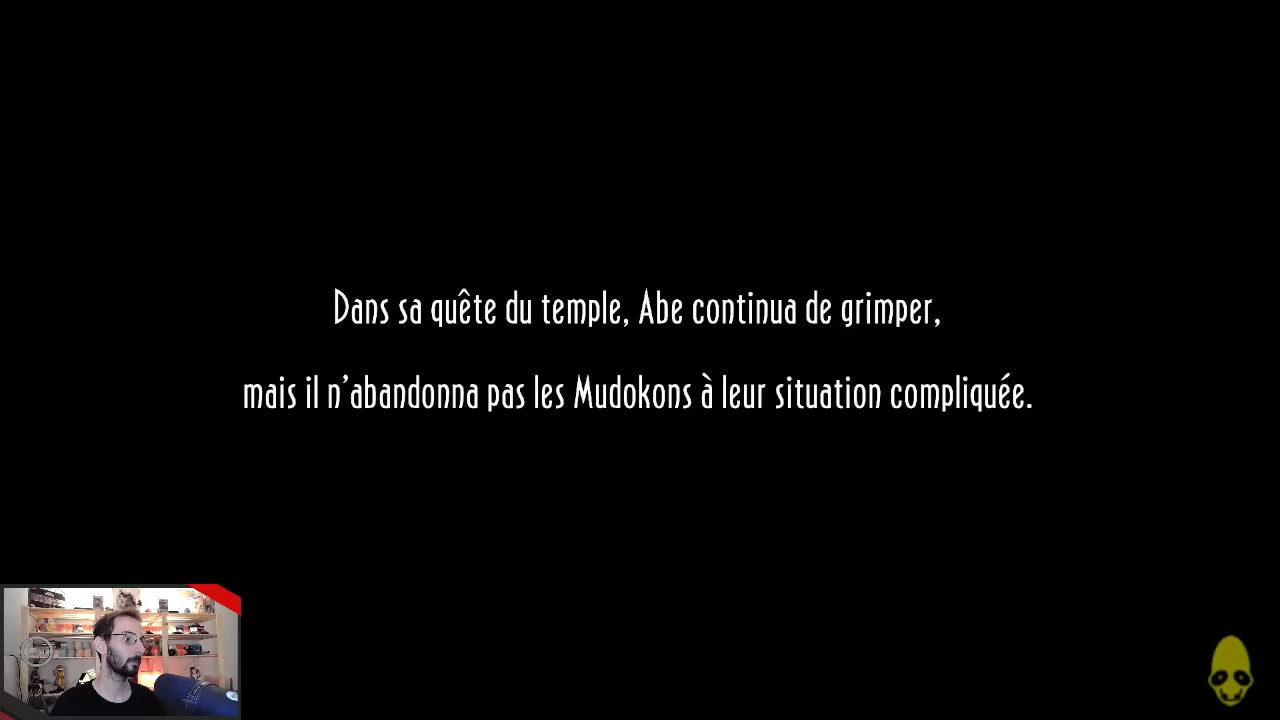 Dans sa quête du temple, Abe continua de grimper,
mais il n’abandonna pas les Mudokons à leur situation compliquée.